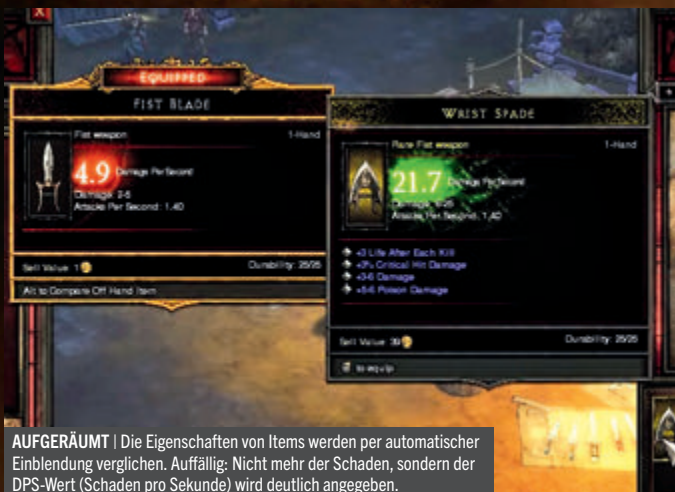 X
EQUIPPED
FIST BLADE
Fist weapon
1-Hand
4.9 Damage Per Second
Damage: 2-5
Attacks Per Second: 1.40
Sell Value: 1
Durability: 25/25
Alt to Compare Off Hand Item
WRIST SPADE
Rare Fist weapon
1-Hand
21.7 Damage Per Second
Damage:
Attacks Per Second: 1.40
+3 Life After Each Kill
Critical Hit Damage
+3-6 Damage
Poison Damage
Sell Value: 39
Durability: 25/25
to equip
AUFGERÄUMT | Die Eigenschaften von Items werden per automatischer
Einblendung verglichen. Auffällig: Nicht mehr der Schaden, sondern der
DPS-Wert (Schaden pro Sekunde) wird deutlich angegeben.